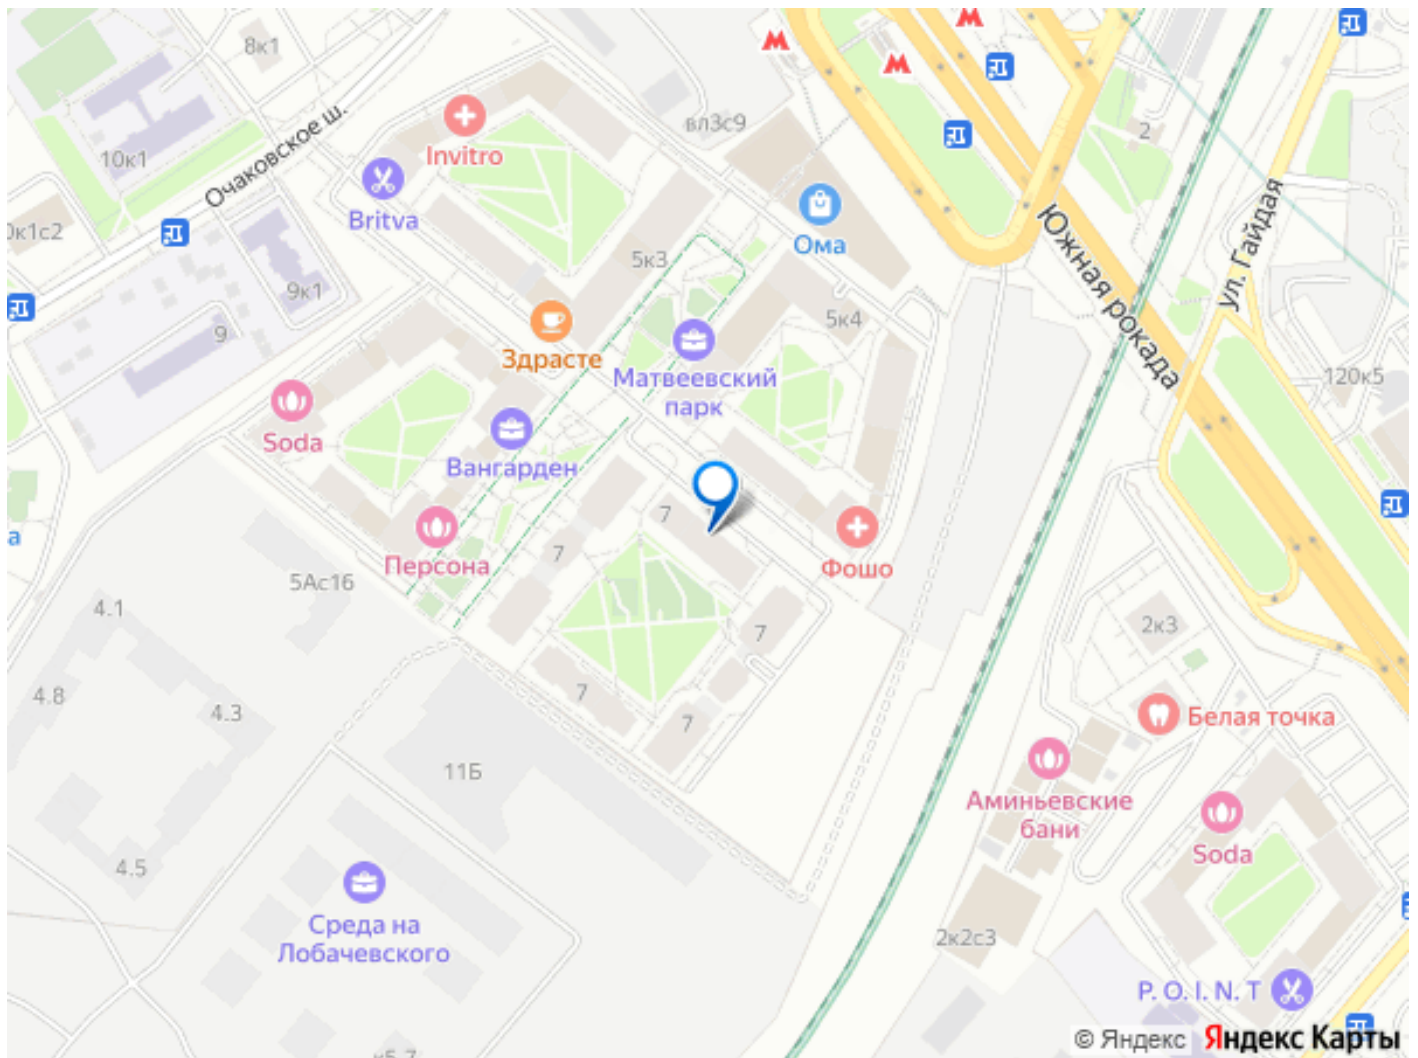 8к1
10к1
Очаковское ш.
Invitro
Britva
9к1
9
вл3с9
2
Ома
5к3
5к4
Южная рокада
ул. Гайдая
120к5
Здрасте
Матвеевский
парк
Soda
Вангарден
Персона
7
7
7
7
7
Фошо
5Ас16
4.1
4.8
4.3
4.5
11Б
2к3
Белая точка
Аминьевские
бани
Soda
Среда на
Лобачевского
2к2с3
P. O. I. N. T
© Яндекс Яндекс Карты